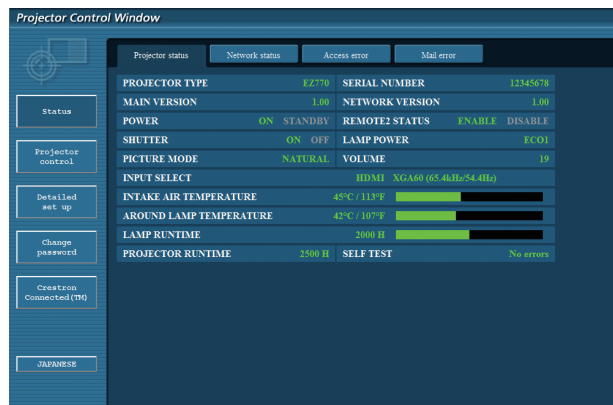 Projector Control Window
Projector status Network status Access error Mail error
PROJECTOR TYPE EZ770 SERIAL NUMBER 12345678
MAIN VERSION 1.00 NETWORK VERSION 1.00
POWER ON STANDBY REMOTE2 STATUS ENABLE DISABLE
SHUTTER ON OFF LAMP POWER ECO1
PICTURE MODE NATURAL VOLUME 19
INPUT SELECT HDMI XGA60 (65.4kHz/54.4Hz)
INTAKE AIR TEMPERATURE 45°C / 113°F
AROUND LAMP TEMPERATURE 42°C / 107°F
LAMP RUNTIME 2000 H
PROJECTOR RUNTIME 2500 H SELF TEST No errors
Status
Projector
control
Detailed
set up
Change
password
Crestron
Connected(TM)
JAPANESE